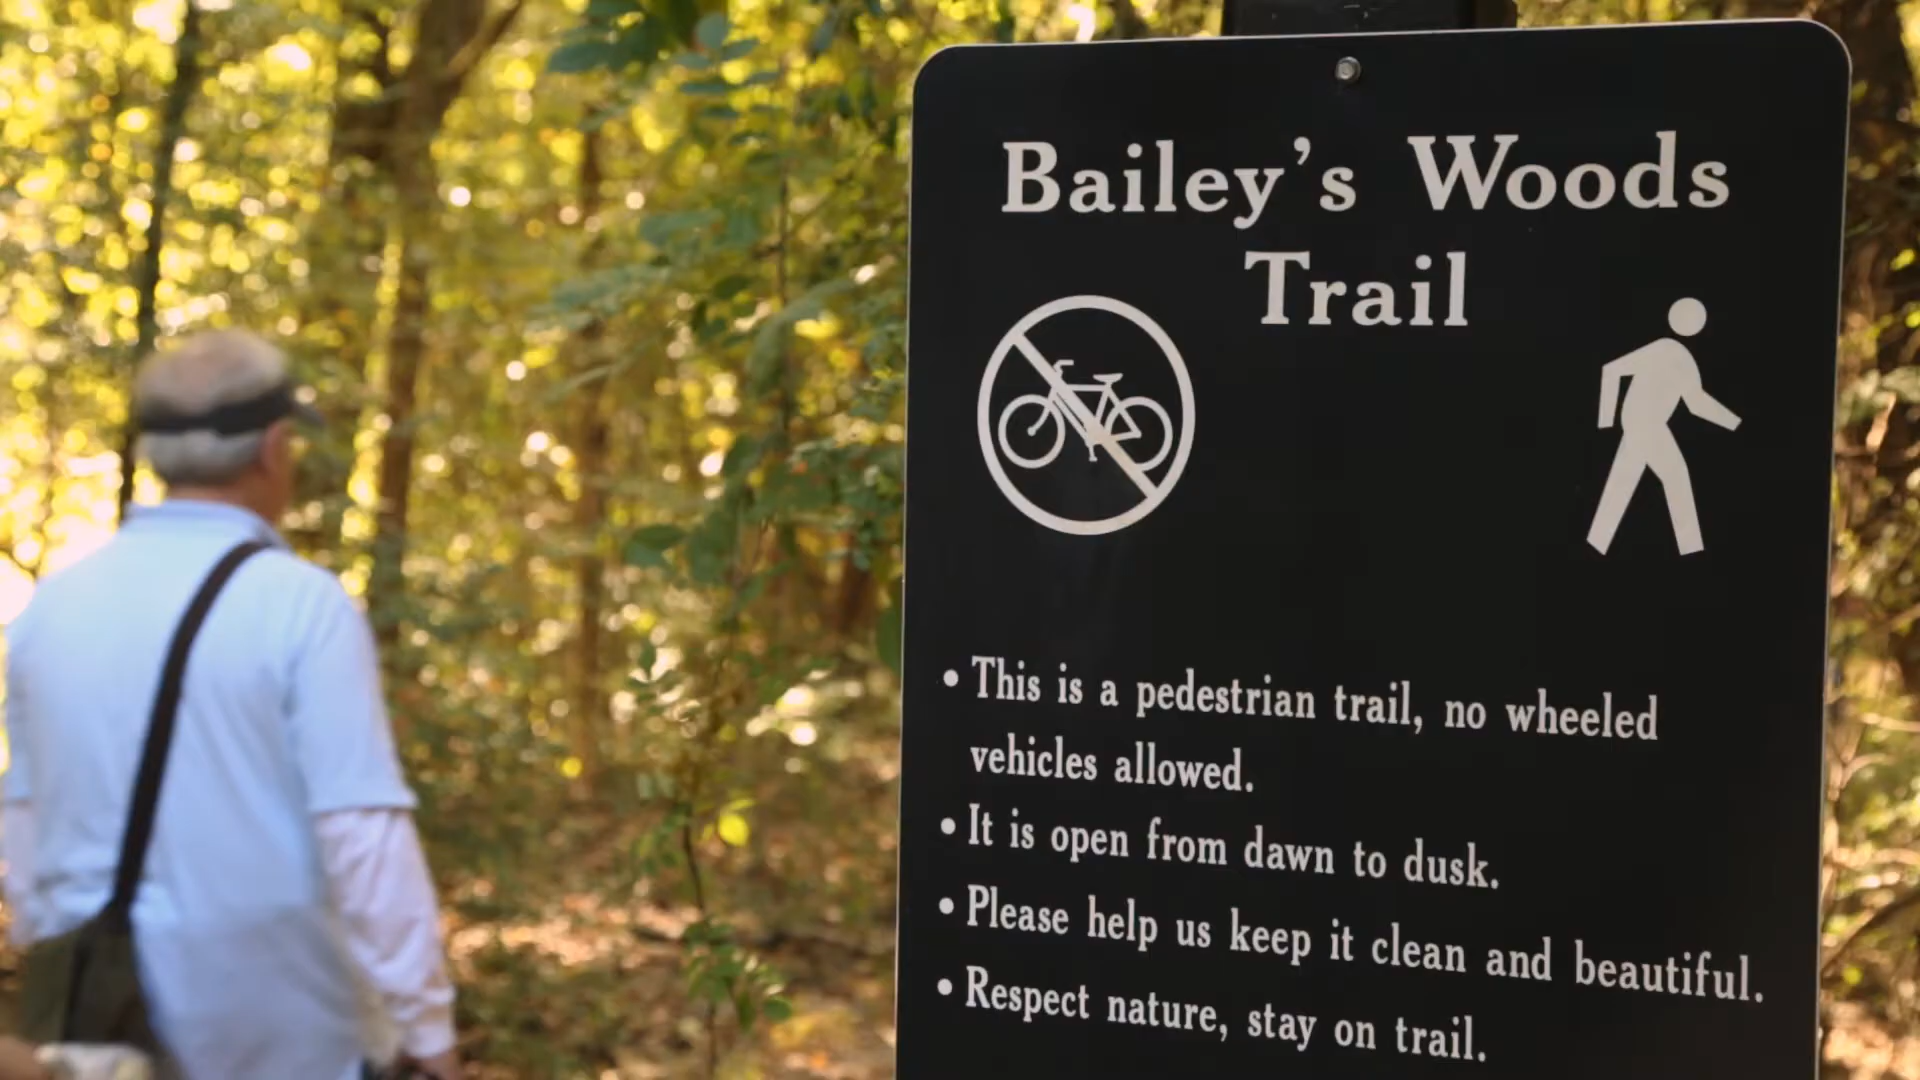 Bailey's Woods
Trail
• This is a pedestrian trail, no wheeled
vehicles allowed.
• It is open from dawn to dusk.
• Please help us keep it clean and beautiful.
• Respect nature, stay on trail.